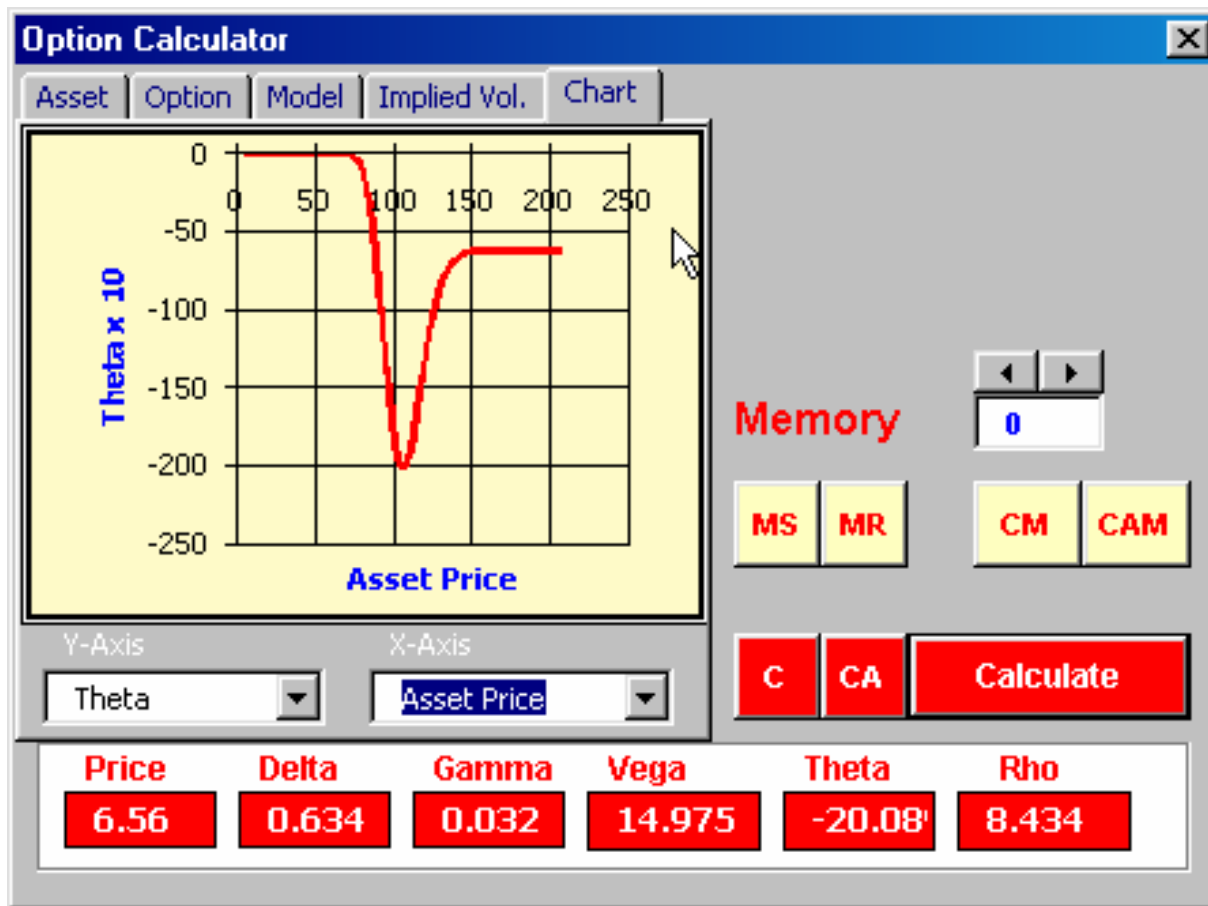 Option Calculator
Asset Option Model Implied Vol. Chart
0
0 50 100 150 200 250
-50
-100
-150
-200
-250
Theta x 10
Asset Price
Memory
0
MS MR CM CAM
Y-Axis X-Axis
Theta Asset Price
C CA Calculate
Price Delta Gamma Vega Theta Rho
6.56 0.634 0.032 14.975 -20.08 8.434